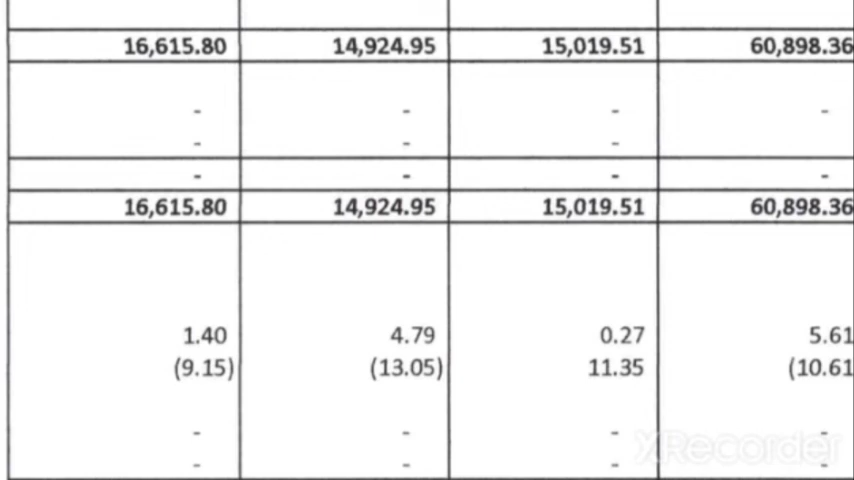 16,615.80 14,924.95 15,019.51 60,898.36
- - - -
- - -
- - - -
16,615.80 14,924.95 15,019.51 60,898.36
1.40 4.79 0.27 5.61
(9.15) (13.05) 11.35 (10.61
- - - -
- - - -
XRecorder